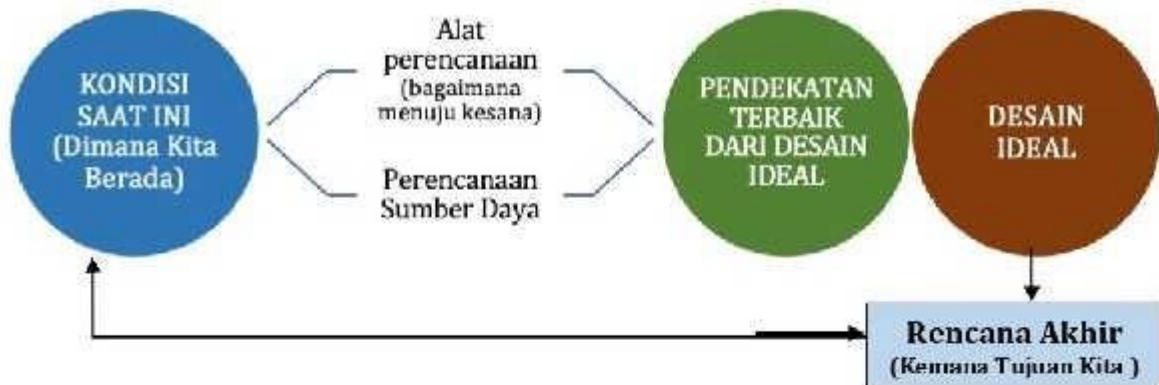 KONDISI
SAAT INI
(Dimana Kita
Berada)
Alat
perencanaan
(bagaimana
menuju kesana)
Perencanaan
Sumber Daya
PENDEKATAN
TERBAIK
DARI DESAIN
IDEAL
DESAIN
IDEAL
Rencana Akhir
(Kemana Tujuan Kita )